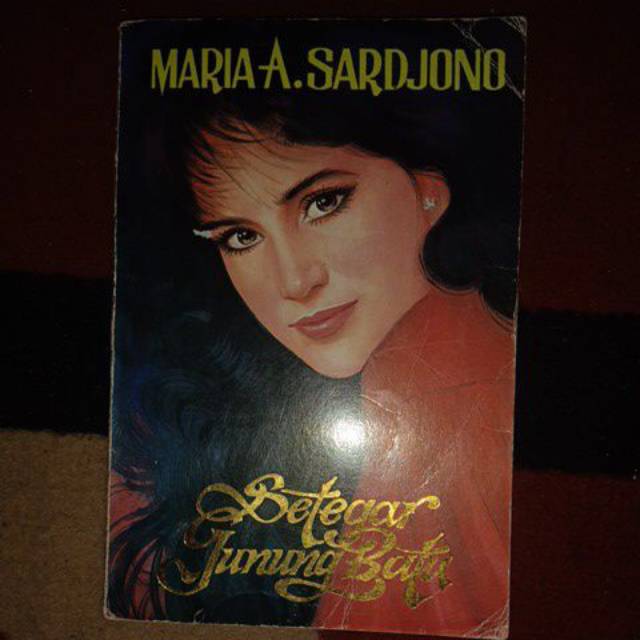 MARIA A. SARDJONO
Setegar
Gunung Batu